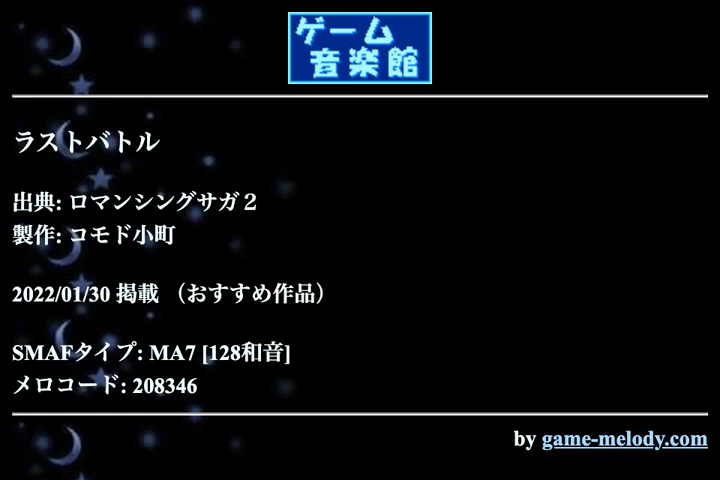 ゲーム
音楽館
ラストバトル
出典: ロマンシングサガ２
製作: コモド小町
2022/01/30 掲載 （おすすめ作品）
SMAFタイプ: MA7 [128和音]
メロコード: 208346
by game-melody.com